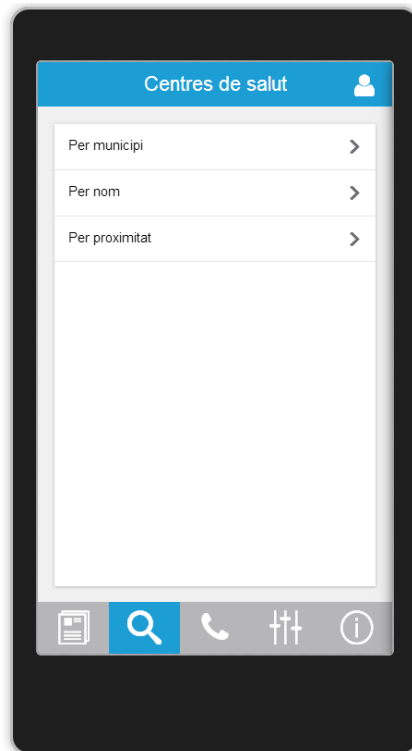 Centres de salut
Per municipi
Per nom
Per proximitat